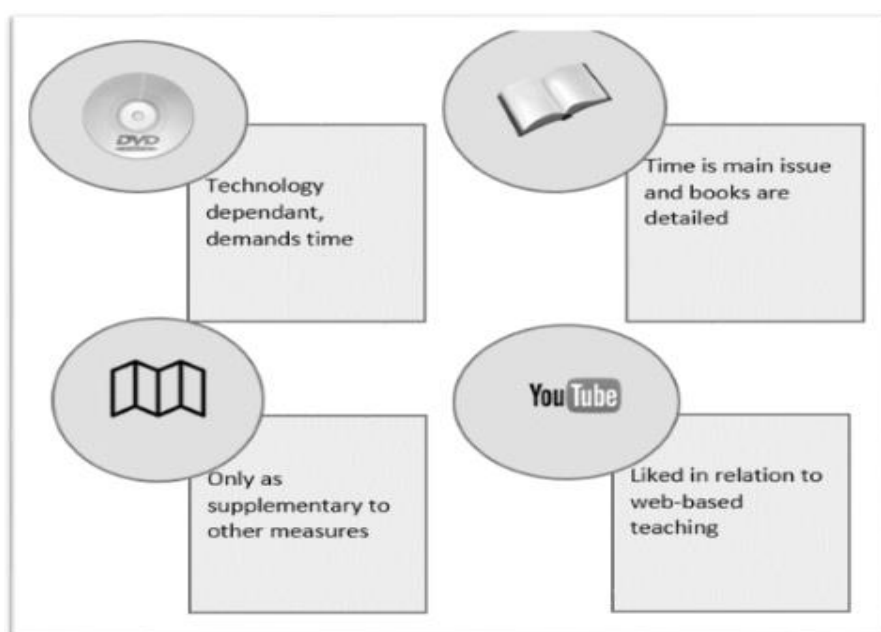 DVD
Technology
dependant,
demands time
Time is main issue
and books are
detailed
Only as
supplementary to
other measures
YouTube
Liked in relation to
web-based
teaching